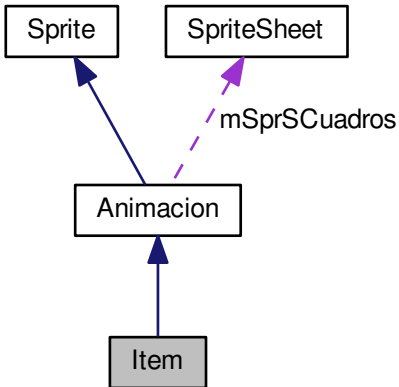 Sprite
SpriteSheet
mSprSCuadros
Animacion
Item